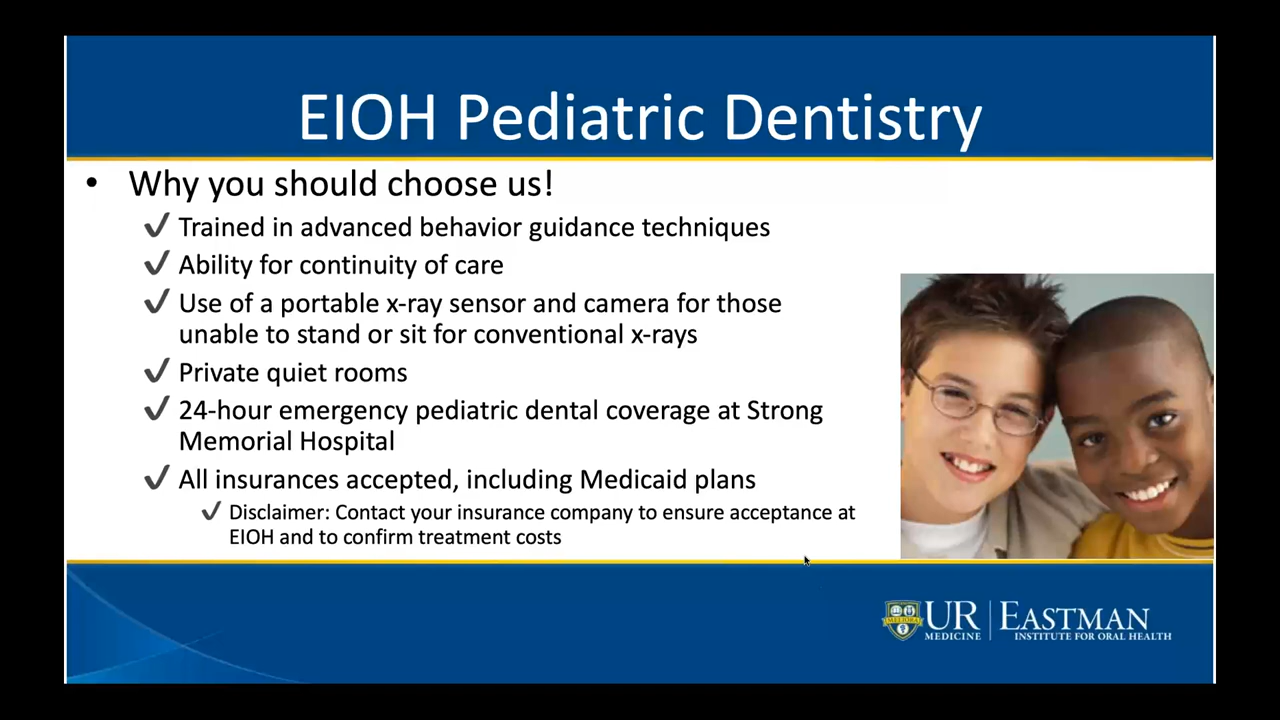 EIOH Pediatric Dentistry
• Why you should choose us!
✔ Trained in advanced behavior guidance techniques
✔ Ability for continuity of care
✔ Use of a portable x-ray sensor and camera for those
unable to stand or sit for conventional x-rays
✔ Private quiet rooms
✔ 24-hour emergency pediatric dental coverage at Strong
Memorial Hospital
✔ All insurances accepted, including Medicaid plans
✔ Disclaimer: Contact your insurance company to ensure acceptance at
EIOH and to confirm treatment costs
MELIORA
UR
MEDICINE
EASTMAN
INSTITUTE FOR ORAL HEALTH